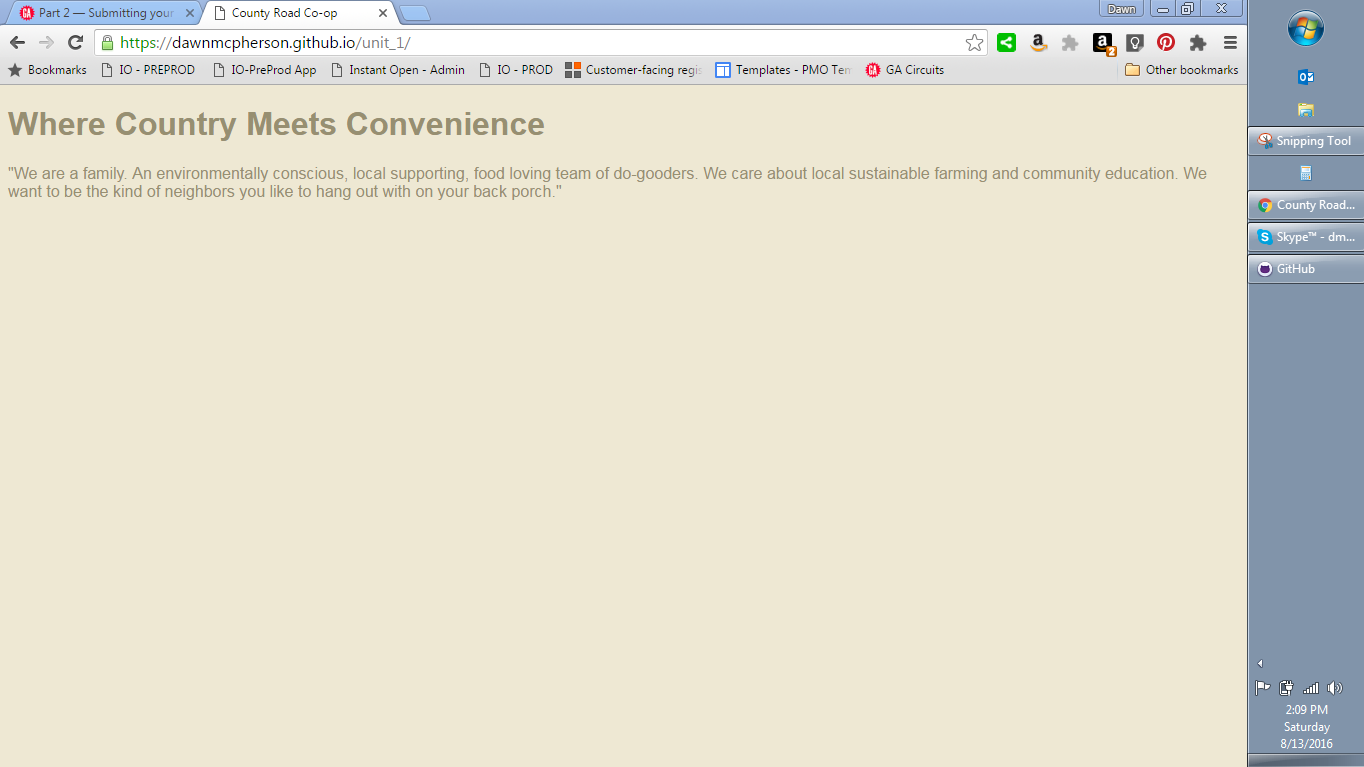 Part 2 — Submitting your
County Road Co-op
Dawn
https://dawnmcpherson.github.io/unit_1/
Bookmarks
IO - PREPROD
IO-PreProd App
Instant Open - Admin
IO - PROD
Customer-facing regis
Templates - PMO Tem
GA Circuits
Other bookmarks
Where Country Meets Convenience
"We are a family. An environmentally conscious, local supporting, food loving team of do-gooders. We care about local sustainable farming and community education. We
want to be the kind of neighbors you like to hang out with on your back porch."
Snipping Tool
County Road...
Skype™ - dm...
GitHub
2:09 PM
Saturday
8/13/2016